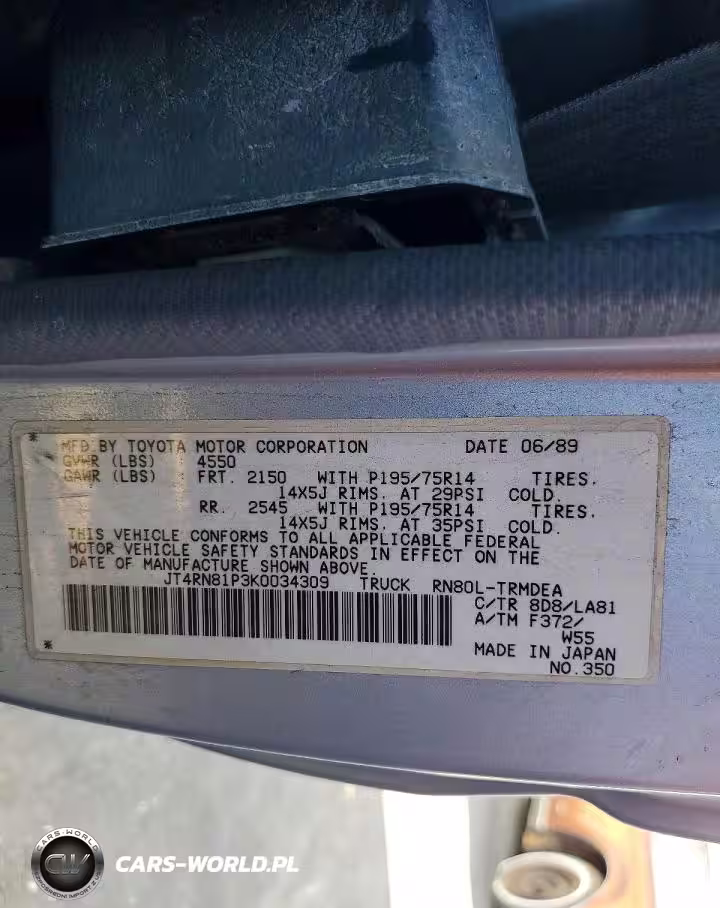 * MFD BY TOYOTA MOTOR CORPORATION DATE 06/89
GVWR (LBS) 4550
GAWR (LBS) FRT. 2150 WITH P195/75R14 TIRES.
14X5J RIMS. AT 29PSI COLD.
RR. 2545 WITH P195/75R14 TIRES.
14X5J RIMS. AT 35PSI COLD.
THIS VEHICLE CONFORMS TO ALL APPLICABLE FEDERAL
MOTOR VEHICLE SAFETY STANDARDS IN EFFECT ON THE
DATE OF MANUFACTURE SHOWN ABOVE.
JT4RN81P3K0034309 TRUCK RN80L-TRMDEA
C/TR 8D8/LA81
A/TM F372/
W55
* MADE IN JAPAN
NO.350
CARS-WORLD
CW
CARS-WORLD.PL